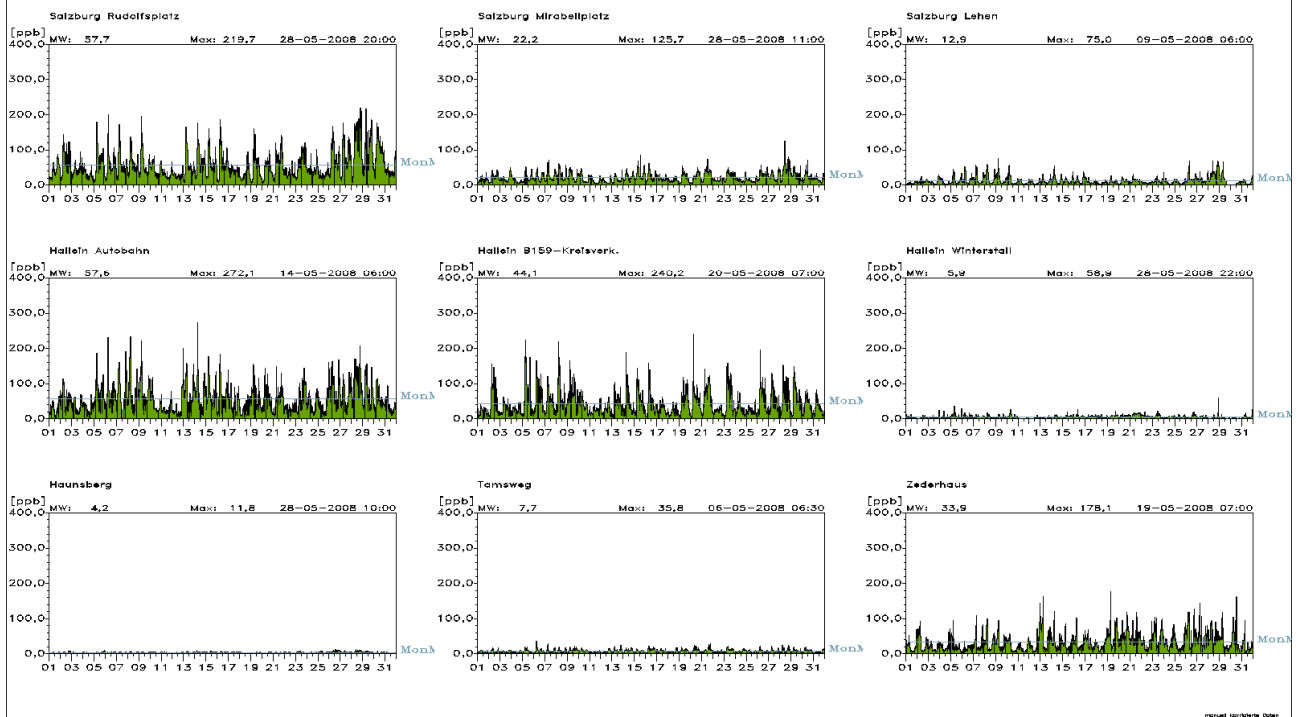 Salzburg Rudolfsplatz
[ppb] MW: 57,7 Max: 219,7 28-05-2008 20:00
400,0
300,0
200,0
100,0
0,0
MonM
01 03 05 07 09 11 13 15 17 19 21 23 25 27 29 31
Salzburg Mirabellplatz
[ppb] MW: 22,2 Max: 125,7 28-05-2008 11:00
400,0
300,0
200,0
100,0
0,0
MonM
01 03 05 07 09 11 13 15 17 19 21 23 25 27 29 31
Salzburg Lehen
[ppb] MW: 12,9 Max: 75,0 09-05-2008 06:00
400,0
300,0
200,0
100,0
0,0
MonM
01 03 05 07 09 11 13 15 17 19 21 23 25 27 29 31
Hallein Autobahn
[ppb] MW: 57,6 Max: 272,1 14-05-2008 06:00
400,0
300,0
200,0
100,0
0,0
MonM
01 03 05 07 09 11 13 15 17 19 21 23 25 27 29 31
Hallein B159-Kreisverk.
[ppb] MW: 44,1 Max: 240,2 20-05-2008 07:00
400,0
300,0
200,0
100,0
0,0
MonM
01 03 05 07 09 11 13 15 17 19 21 23 25 27 29 31
Hallein Winterstall
[ppb] MW: 5,9 Max: 58,9 28-05-2008 22:00
400,0
300,0
200,0
100,0
0,0
MonM
01 03 05 07 09 11 13 15 17 19 21 23 25 27 29 31
Haunsberg
[ppb] MW: 4,2 Max: 11,8 28-05-2008 10:00
400,0
300,0
200,0
100,0
0,0
MonM
01 03 05 07 09 11 13 15 17 19 21 23 25 27 29 31
Tamsweg
[ppb] MW: 7,7 Max: 35,8 06-05-2008 06:30
400,0
300,0
200,0
100,0
0,0
MonM
01 03 05 07 09 11 13 15 17 19 21 23 25 27 29 31
Zederhaus
[ppb] MW: 33,9 Max: 178,1 19-05-2008 07:00
400,0
300,0
200,0
100,0
0,0
MonM
01 03 05 07 09 11 13 15 17 19 21 23 25 27 29 31
manuell korrigierte Daten